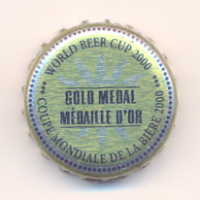 WORLD BEER CUP 2000
GOLD MEDAL
MÉDAILLE D'OR
COUPE MONDIALE DE LA BIÈRE 2000